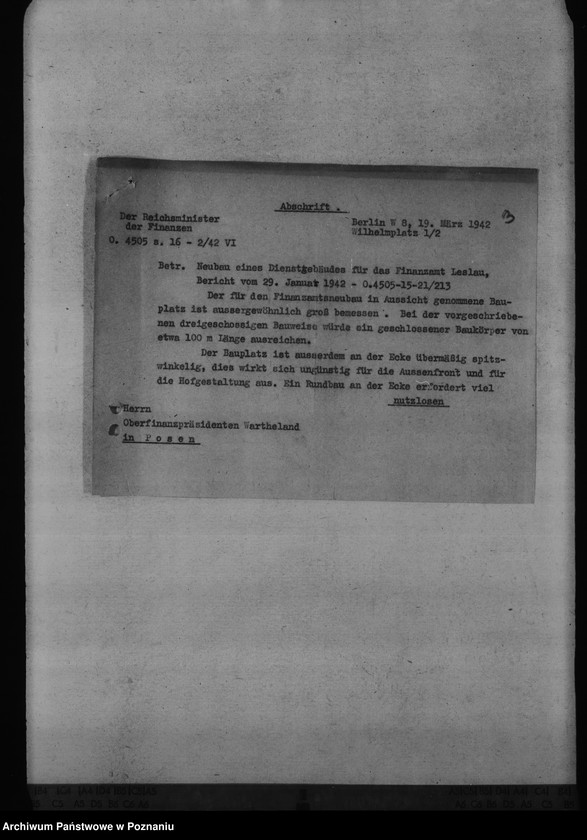 Abschrift.
3
Der Reichsminister
der Finanzen
Berlin W 8, 19. März 1942
Wilhelmplatz 1/2
O. 4505 s. 16 - 2/42 VI
Betr. Neubau eines Dienstgebäudes für das Finanzamt Leslau,
Bericht vom 29. Januar 1942 - O.4505-15-21/213
Der für den Finanzamtsneubau in Aussicht genommene Bau-
platz ist aussergewöhnlich groß bemessen. Bei der vorgeschriebe-
nen dreigeschossigen Bauweise würde ein geschlossener Baukörper von
etwa 100 m Länge ausreichen.
Der Bauplatz ist ausserdem an der Ecke übermäßig spitz-
winkelig, dies wirkt sich ungünstig für die Aussenfront und für
die Hofgestaltung aus. Ein Rundbau an der Ecke erfordert viel
nutzlosen
Herrn
Oberfinanzpräsidenten Wartheland
in Posen
Archiwum Państwowe w Poznaniu